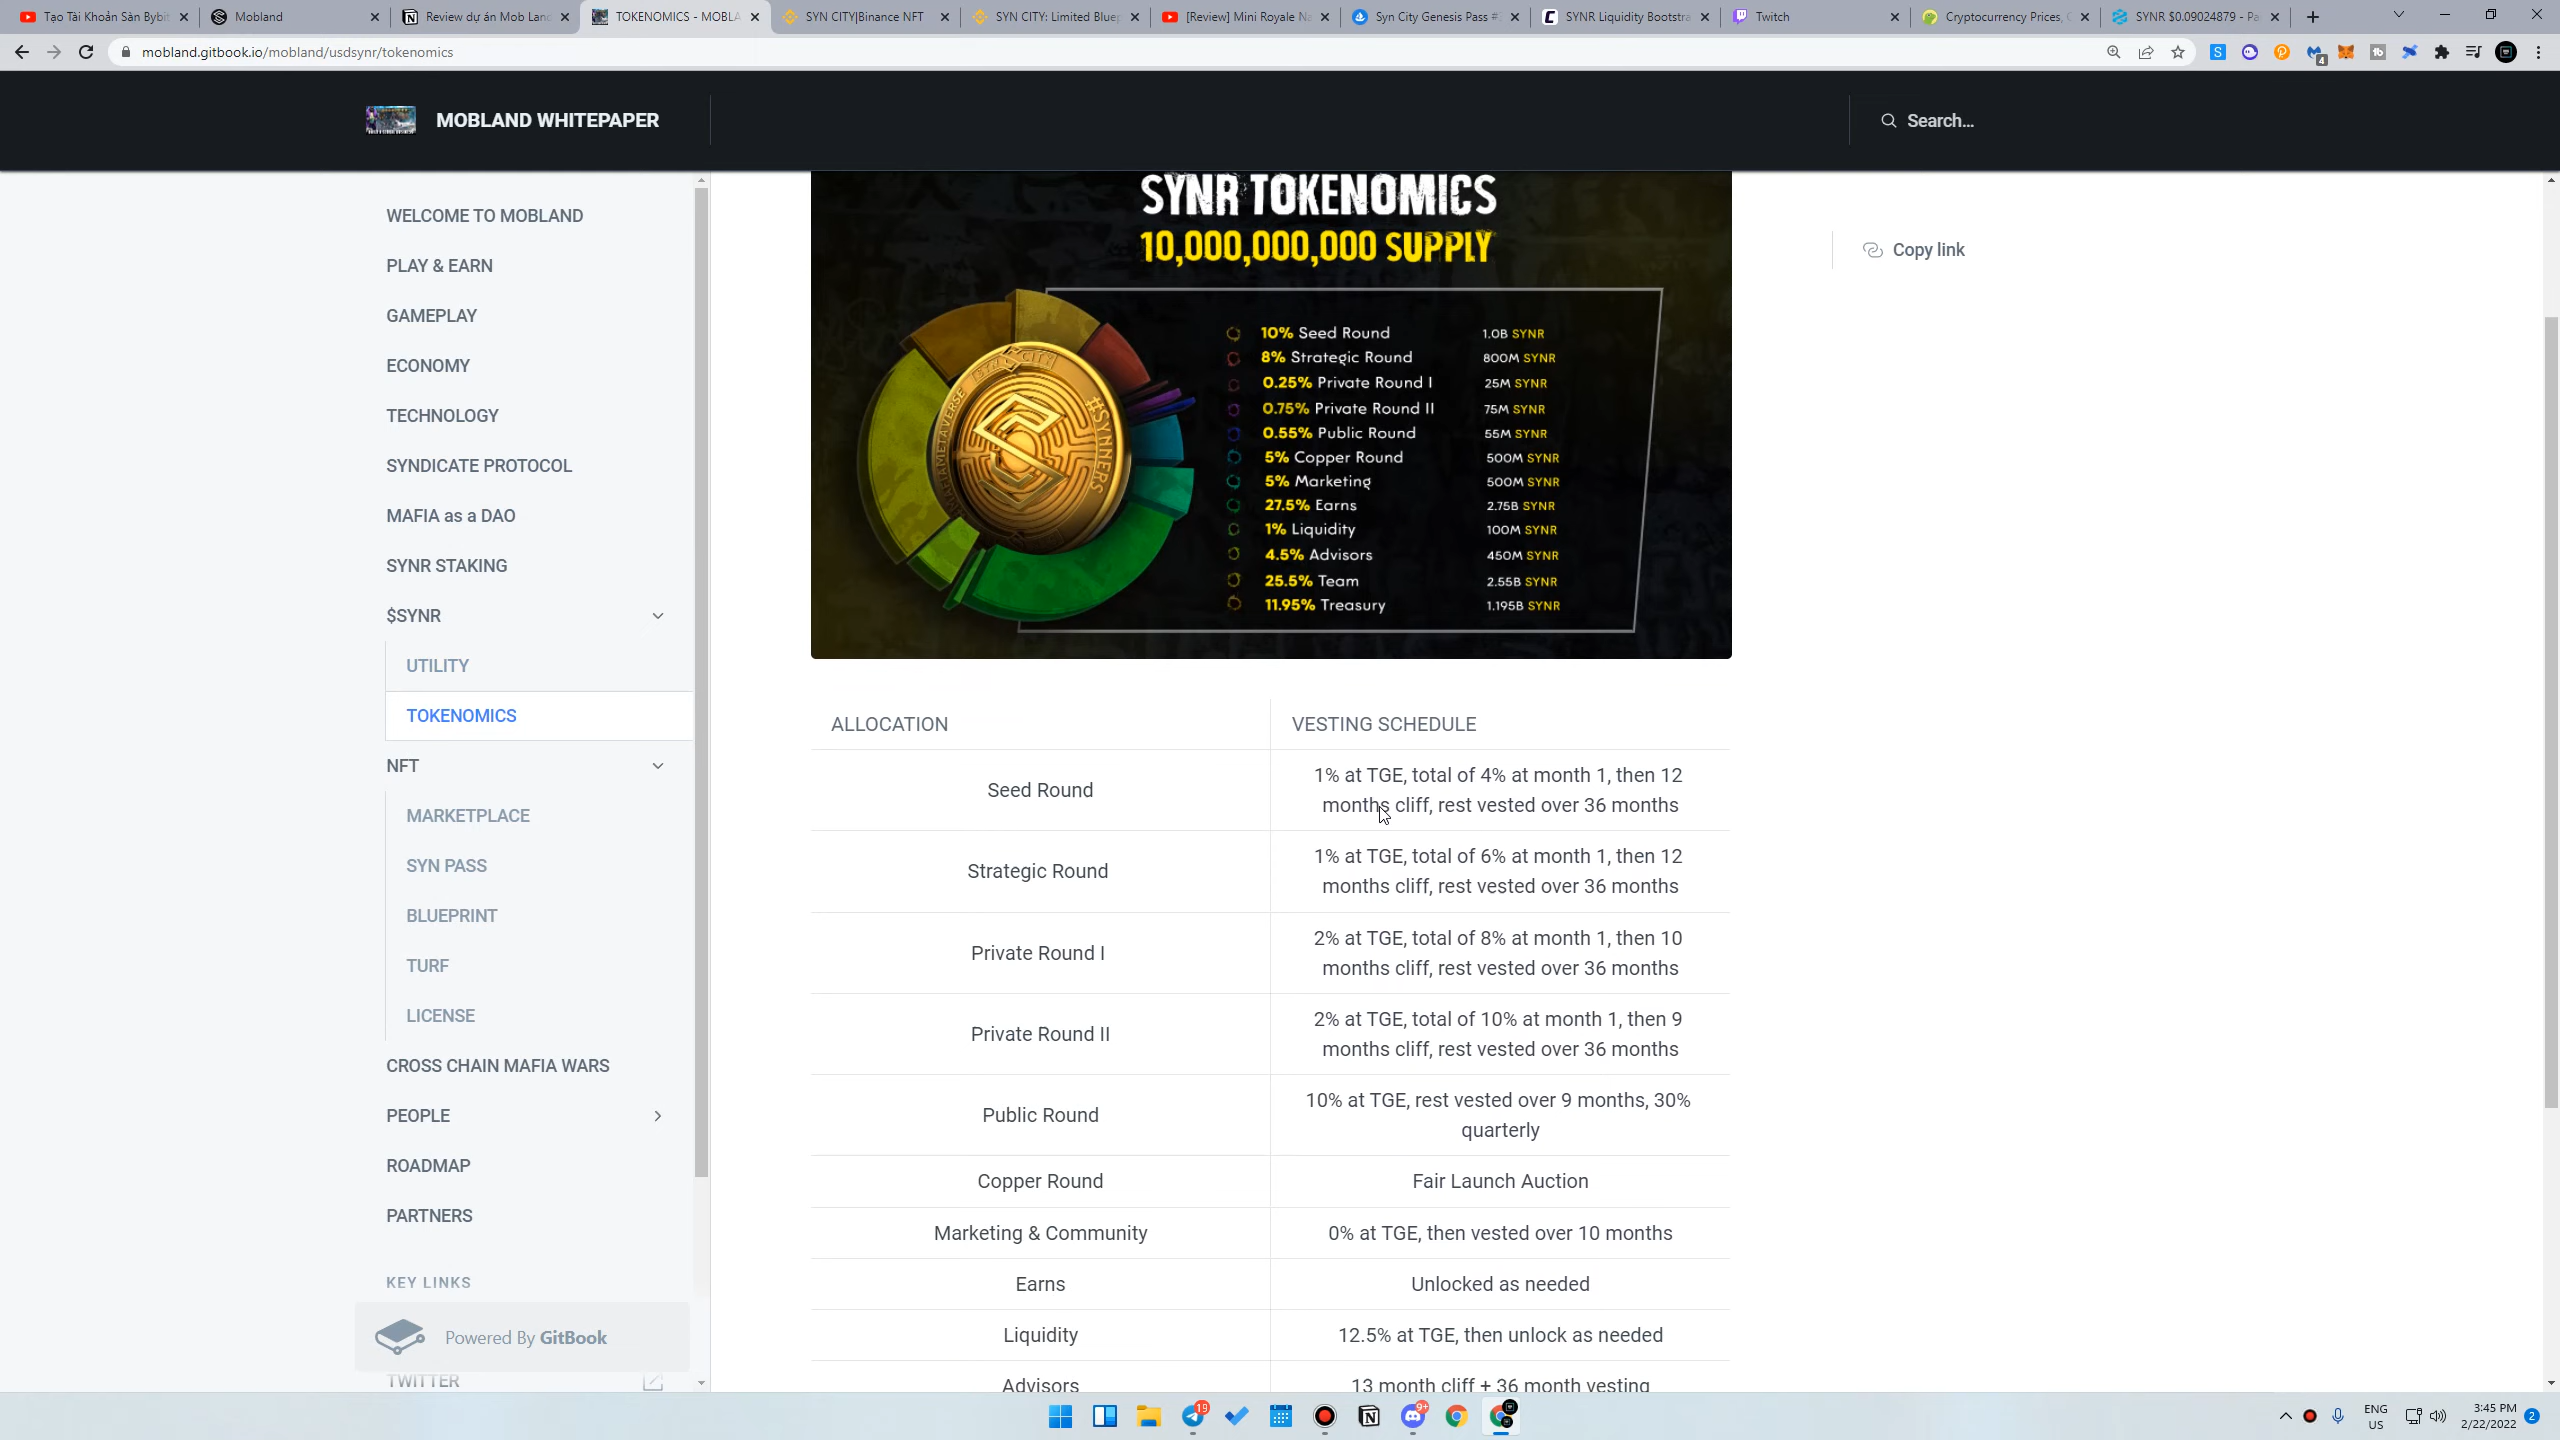 Tạo Tài Khoản Sàn Bybit
Mobland
Review dự án Mob Land
TOKENOMICS - MOBLA
SYN CITY|Binance NFT
SYN CITY: Limited Bluep
[Review] Mini Royale Na
Syn City Genesis Pass #
SYNR Liquidity Bootstra
Twitch
Cryptocurrency Prices,
SYNR $0.09024879 - Pa
mobland.gitbook.io/mobland/usdsynr/tokenomics
4
MOBLAND WHITEPAPER
Search...
WELCOME TO MOBLAND
PLAY & EARN
GAMEPLAY
ECONOMY
TECHNOLOGY
SYNDICATE PROTOCOL
MAFIA as a DAO
SYNR STAKING
$SYNR
UTILITY
TOKENOMICS
NFT
MARKETPLACE
SYN PASS
BLUEPRINT
TURF
LICENSE
CROSS CHAIN MAFIA WARS
PEOPLE
ROADMAP
PARTNERS
KEY LINKS
Powered By GitBook
TWITTER
SYNR TOKENOMICS
10,000,000,000 SUPPLY
SYN CITY
#SYNNERS
MAFIAMETAVERSE
10% Seed Round 1.0B SYNR
8% Strategic Round 800M SYNR
0.25% Private Round I 25M SYNR
0.75% Private Round II 75M SYNR
0.55% Public Round 55M SYNR
5% Copper Round 500M SYNR
5% Marketing 500M SYNR
27.5% Earns 2.75B SYNR
1% Liquidity 100M SYNR
4.5% Advisors 450M SYNR
25.5% Team 2.55B SYNR
11.95% Treasury 1.195B SYNR
Copy link
ALLOCATION VESTING SCHEDULE
Seed Round
1% at TGE, total of 4% at month 1, then 12
months cliff, rest vested over 36 months
Strategic Round
1% at TGE, total of 6% at month 1, then 12
months cliff, rest vested over 36 months
Private Round I
2% at TGE, total of 8% at month 1, then 10
months cliff, rest vested over 36 months
Private Round II
2% at TGE, total of 10% at month 1, then 9
months cliff, rest vested over 36 months
Public Round
10% at TGE, rest vested over 9 months, 30%
quarterly
Copper Round Fair Launch Auction
Marketing & Community 0% at TGE, then vested over 10 months
Earns Unlocked as needed
Liquidity 12.5% at TGE, then unlock as needed
Advisors 13 month cliff + 36 month vesting
19
9+
ENG
US
3:45 PM
2/22/2022
2